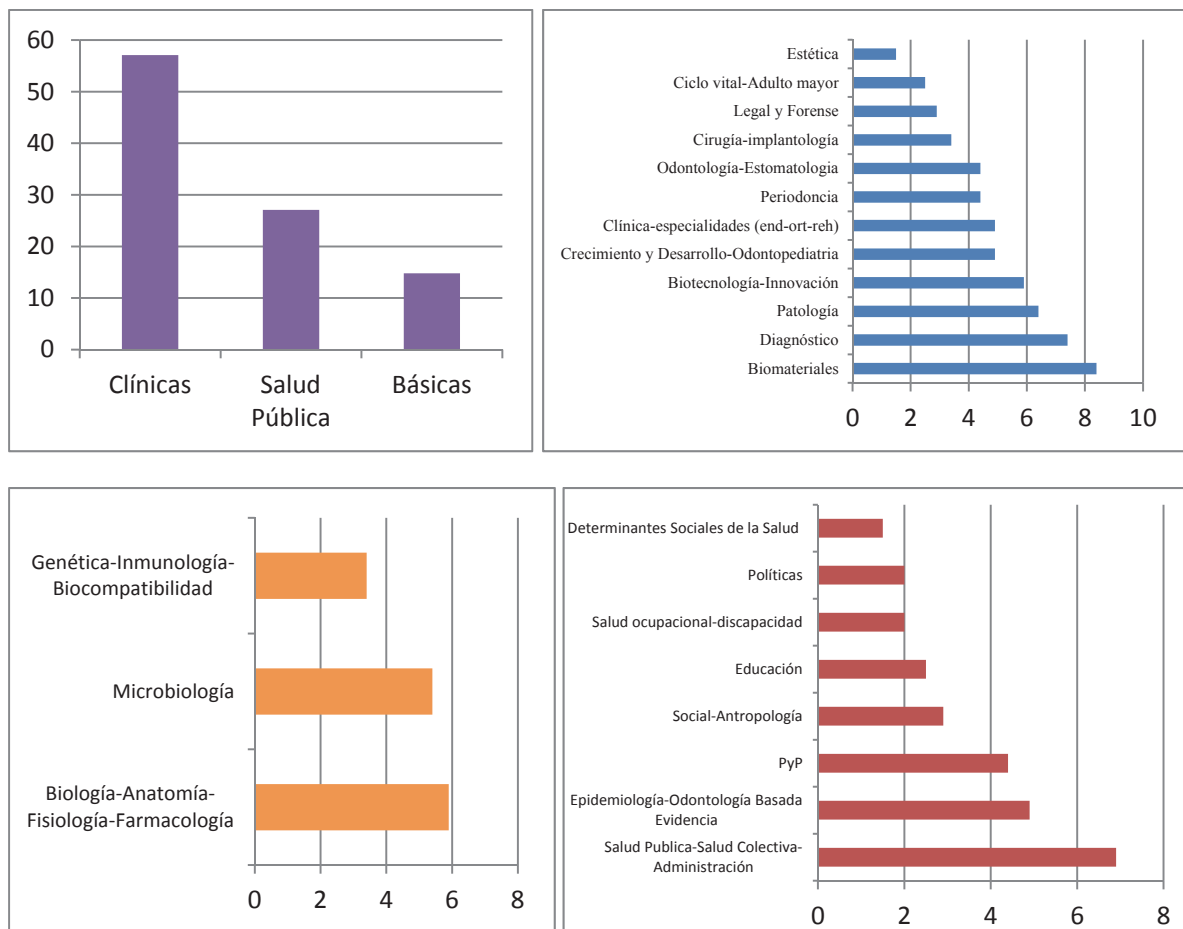 60
50
40
30
20
10
0
Clínicas
Salud
Pública
Básicas
Estética
Ciclo vital-Adulto mayor
Legal y Forense
Cirugía-implantología
Odontología-Estomatologia
Periodoncia
Clínica-especialidades (end-ort-reh)
Crecimiento y Desarrollo-Odontopediatria
Biotecnología-Innovación
Patología
Diagnóstico
Biomateriales
0 2 4 6 8 10
Genética-Inmunología-
Biocompatibilidad
Microbiología
Biología-Anatomía-
Fisiología-Farmacología
0 2 4 6 8
Determinantes Sociales de la Salud
Políticas
Salud ocupacional-discapacidad
Educación
Social-Antropología
PyP
Epidemiología-Odontología Basada
Evidencia
Salud Publica-Salud Colectiva-
Administración
0 2 4 6 8